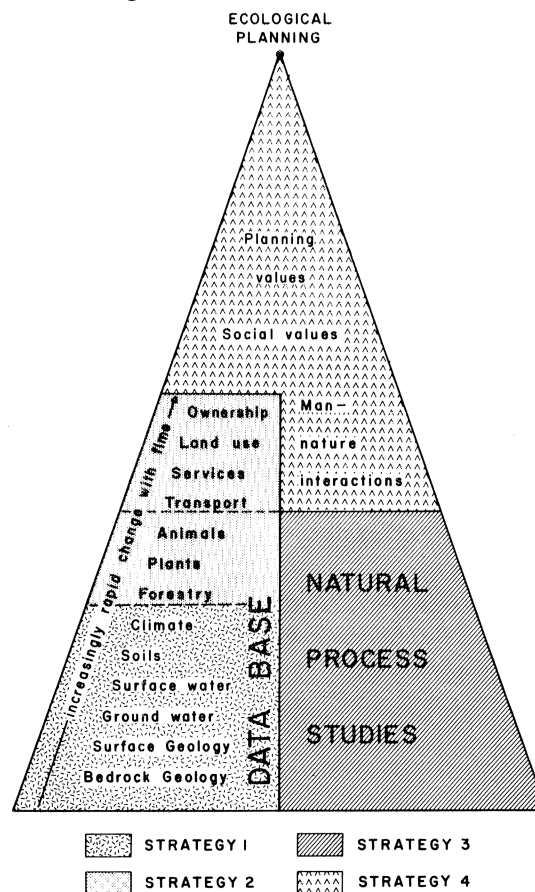 ECOLOGICAL
PLANNING
Planning
values
Social values
Man-
nature
interactions
Ownership
Land use
Services
Transport
Animals
Plants
Forestry
Climate
Soils
Surface water
Ground water
Surface Geology
Bedrock Geology
Increasingly rapid change with time
DATA BASE
NATURAL
PROCESS
STUDIES
STRATEGY 1
STRATEGY 3
STRATEGY 2
STRATEGY 4